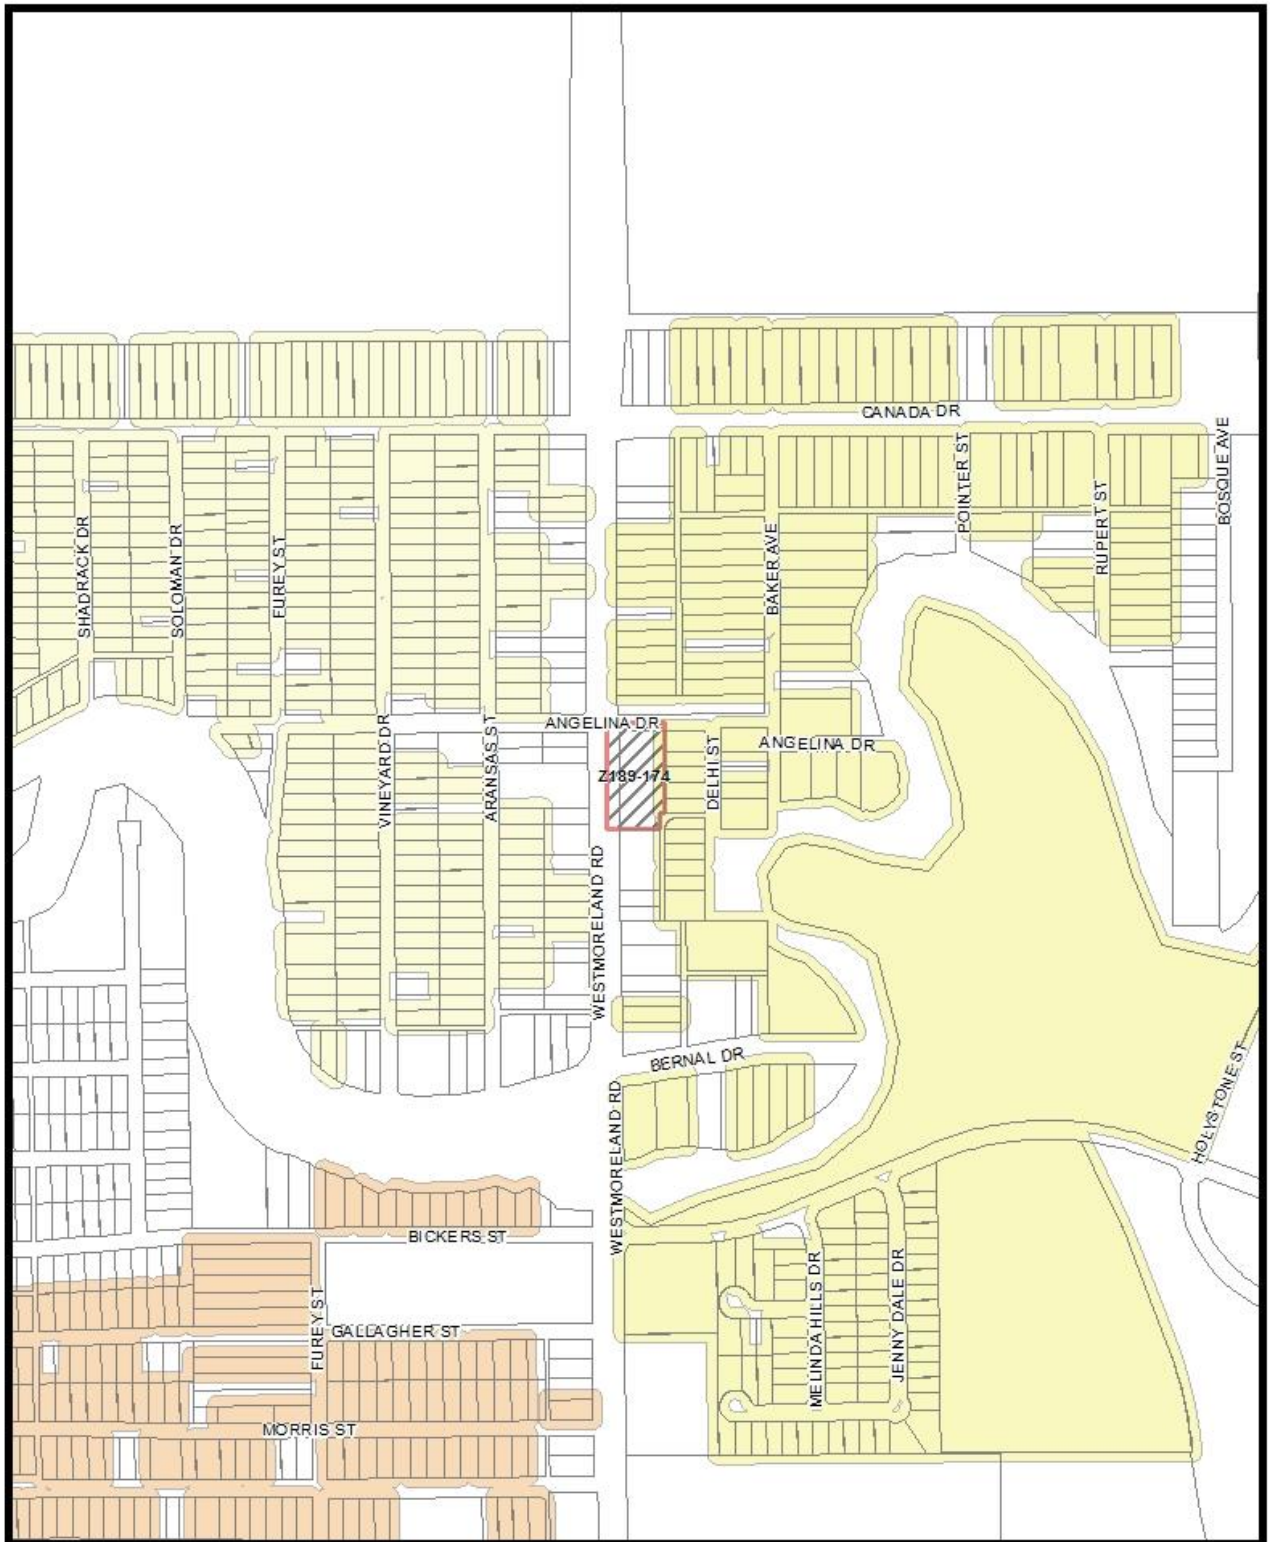 CANADA DR
BOSQUE AVE
POINTER ST
RUPERT ST
BAKER AVE
SHADRACK DR
SOLOMAN DR
FUREY ST
VINEYARD DR
ARANSAS ST
ANGELINA DR
DELHI ST
ANGELINA DR
Z189-174
WESTMORELAND RD
BERNAL DR
HOLYSTONE ST
WESTMORELAND RD
BICKERS ST
MELINDA HILLS DR
JENNY DALE DR
FUREY ST
GALLAGHER ST
MORRIS ST